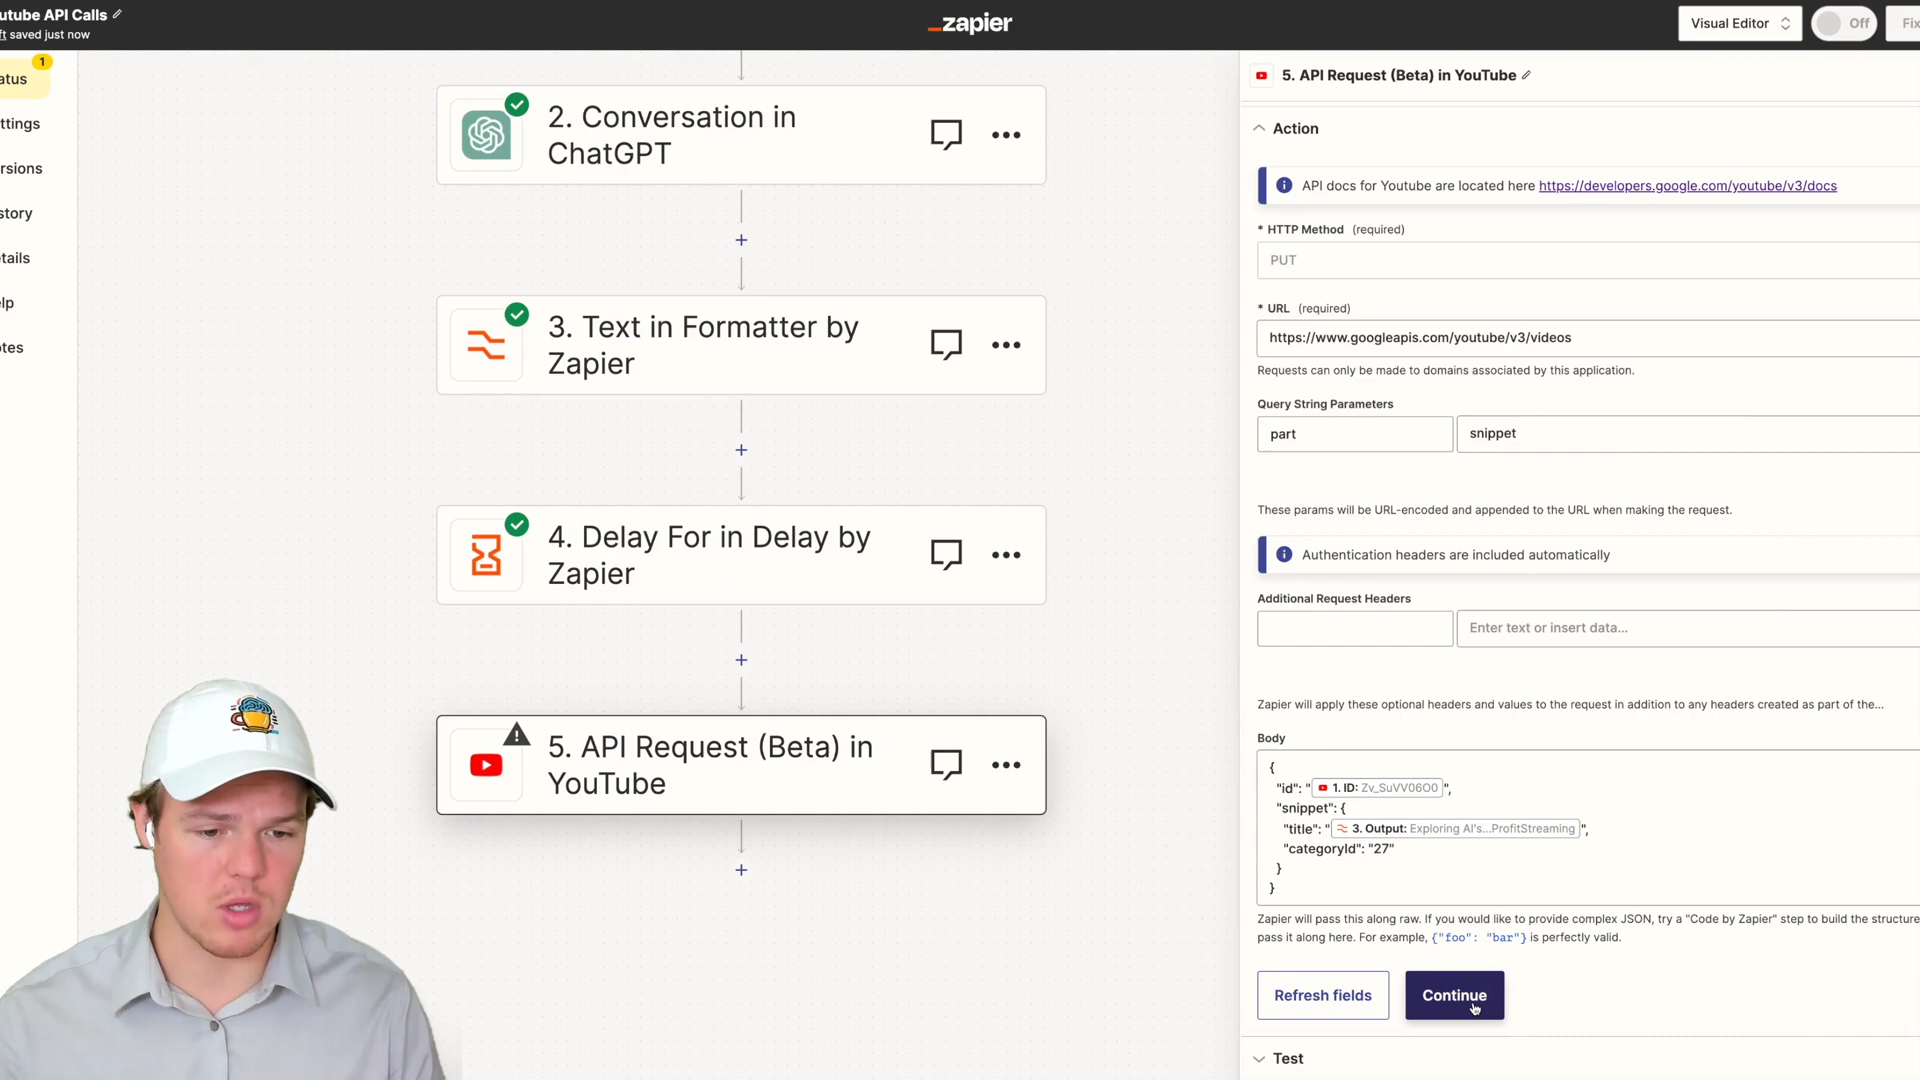 utube API Calls
ft saved just now
zapier
Visual Editor
Off
Fix
1
atus
ttings
rsions
story
etails
elp
otes
2. Conversation in
ChatGPT
3. Text in Formatter by
Zapier
4. Delay For in Delay by
Zapier
5. API Request (Beta) in
YouTube
5. API Request (Beta) in YouTube
Action
API docs for Youtube are located here https://developers.google.com/youtube/v3/docs
* HTTP Method (required)
PUT
* URL (required)
https://www.googleapis.com/youtube/v3/videos
Requests can only be made to domains associated by this application.
Query String Parameters
part snippet
These params will be URL-encoded and appended to the URL when making the request.
Authentication headers are included automatically
Additional Request Headers
Enter text or insert data...
Zapier will apply these optional headers and values to the request in addition to any headers created as part of the...
Body
{
"id": " 1. ID: Zv_SuVV06O0 ",
"snippet": {
"title": " 3. Output: Exploring AI's...ProfitStreaming ",
"categoryId": "27"
}
}
Zapier will pass this along raw. If you would like to provide complex JSON, try a "Code by Zapier" step to build the structure
pass it along here. For example, {"foo": "bar"} is perfectly valid.
Refresh fields Continue
Test